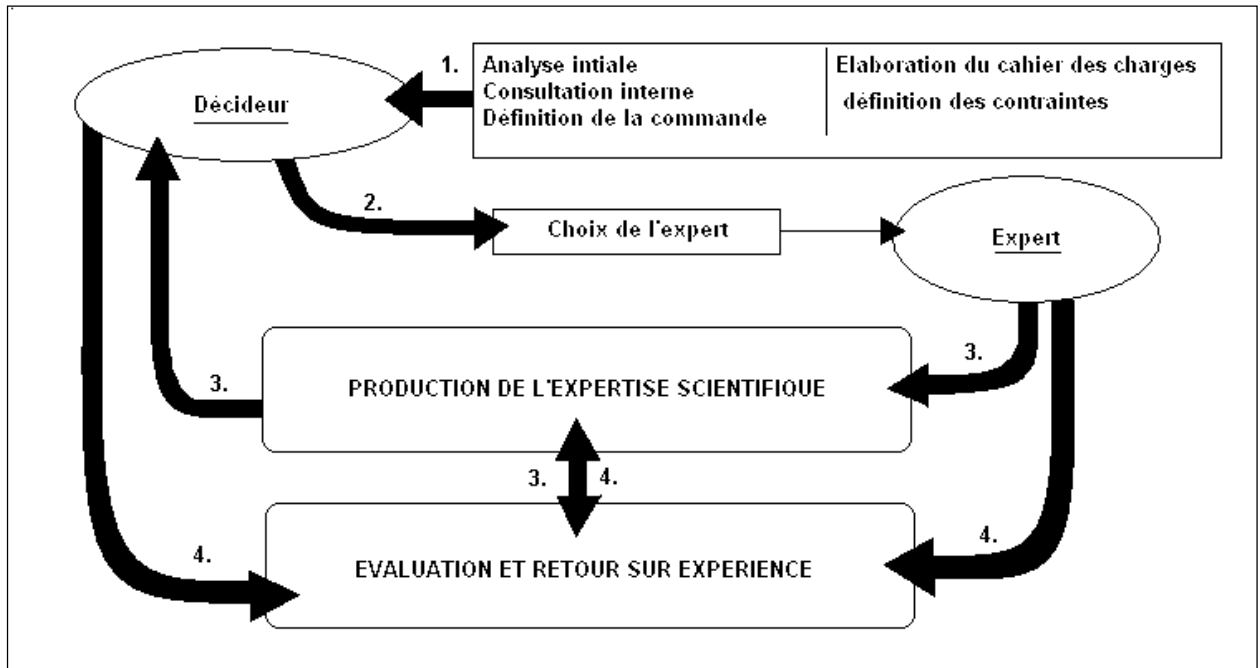 1.
Analyse intiale
Consultation interne
Définition de la commande
Elaboration du cahier des charges
définition des contraintes
Décideur
2.
Choix de l'expert
Expert
3.
PRODUCTION DE L'EXPERTISE SCIENTIFIQUE
3.
3.
4.
4.
EVALUATION ET RETOUR SUR EXPERIENCE
4.